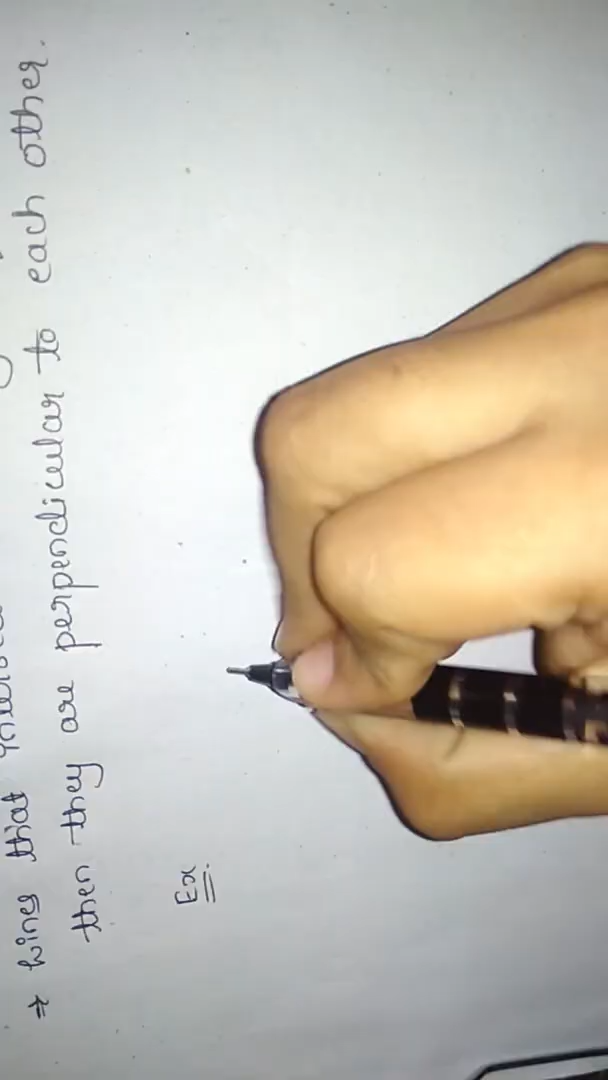 ⇒ Lines that
then they are perpendicular to each other.
Ex.